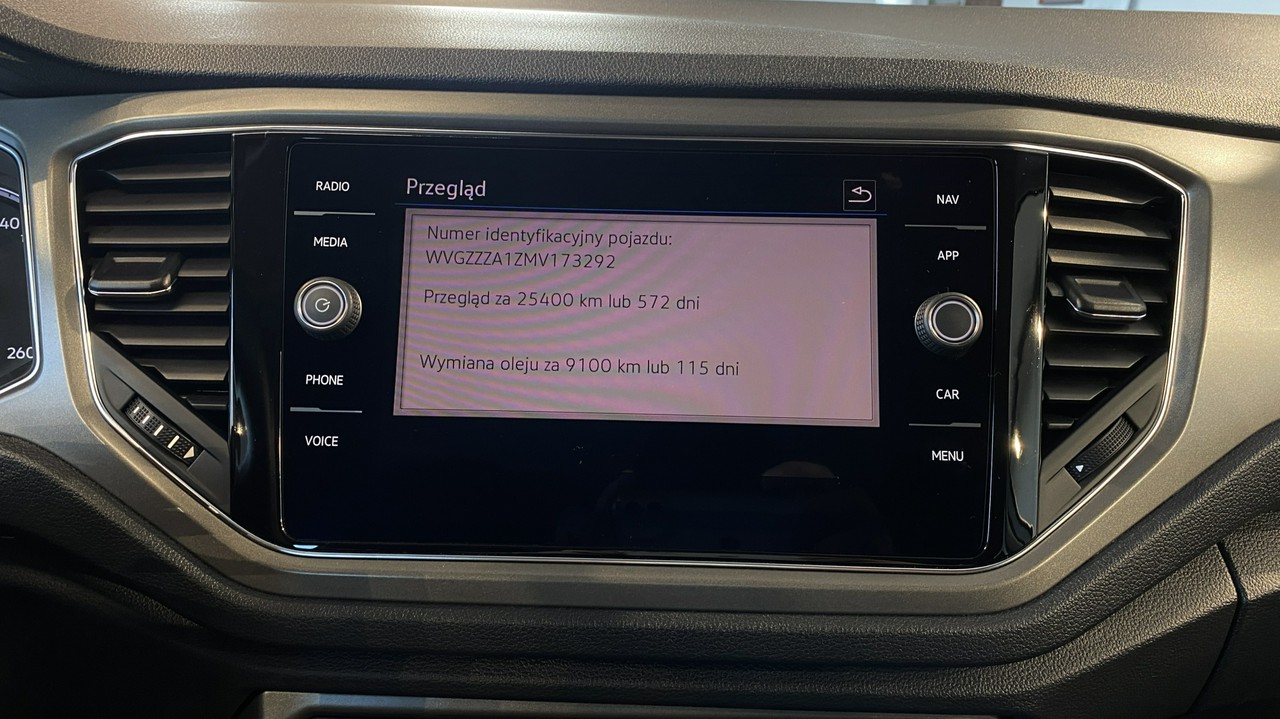 40
260
RADIO
MEDIA
PHONE
VOICE
Przegląd
Numer identyfikacyjny pojazdu:
WVGZZZA1ZMV173292
Przegląd za 25400 km lub 572 dni
Wymiana oleju za 9100 km lub 115 dni
NAV
APP
CAR
MENU